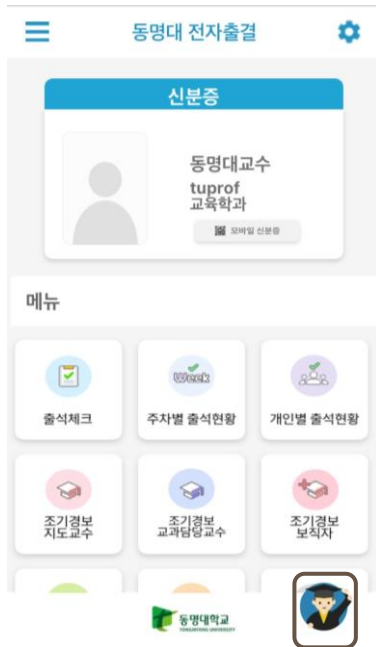 동명대 전자출결
신분증
동명대교수
tuprof
교육학과
모바일 신분증
메뉴
출석체크
Week
주차별 출석현황
개인별 출석현황
조기경보
지도교수
조기경보
교과담당교수
조기경보
보직자
동명대학교
TONGMYONG UNIVERSITY